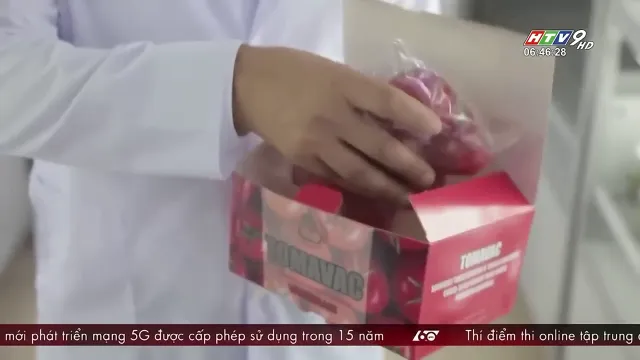 HTV9 HD
06:46:28
TOMAVAC
TOMAVAC
mới phát triển mạng 5G được cấp phép sử dụng trong 15 năm
60
Thí điểm thi online tập trung